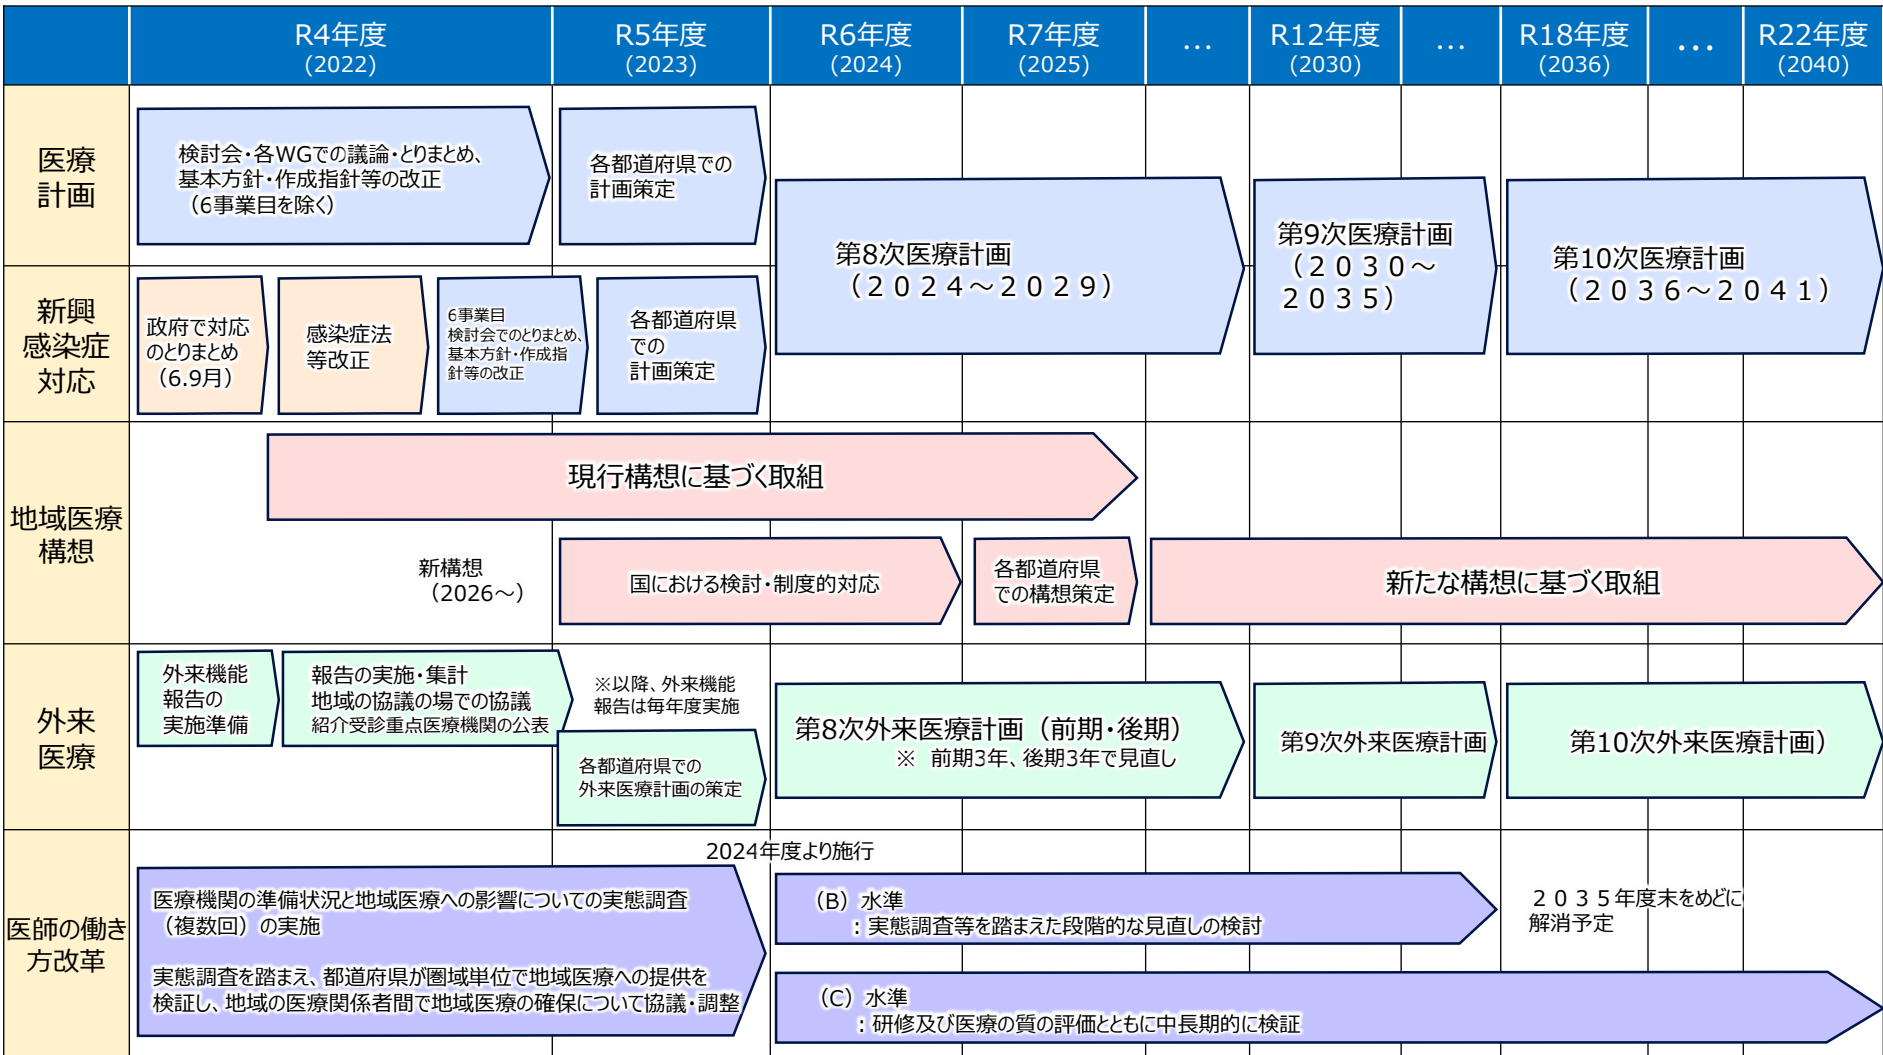 R4年度
(2022)
R5年度
(2023)
R6年度
(2024)
R7年度
(2025)
…
R12年度
(2030)
…
R18年度
(2036)
…
R22年度
(2040)
医療
計画
検討会・各WGでの議論・とりまとめ、
基本方針・作成指針等の改正
（6事業目を除く）
各都道府県での
計画策定
第8次医療計画
（２０２４～２０２９）
第9次医療計画
（２０３０～
２０３５）
第10次医療計画
（２０３６～２０４１）
新興
感染症
対応
政府で対応
のとりまとめ
（6.9月）
感染症法
等改正
6事業目
検討会でのとりまとめ、
基本方針・作成指
針等の改正
各都道府県
での
計画策定
地域医療
構想
現行構想に基づく取組
新構想
（2026～）
国における検討・制度的対応
各都道府県
での構想策定
新たな構想に基づく取組
外来
医療
外来機能
報告の
実施準備
報告の実施・集計
地域の協議の場での協議
紹介受診重点医療機関の公表
※以降、外来機能
報告は毎年度実施
各都道府県での
外来医療計画の策定
第8次外来医療計画（前期・後期）
※　前期3年、後期3年で見直し
第9次外来医療計画
第10次外来医療計画）
医師の働き
方改革
2024年度より施行
医療機関の準備状況と地域医療への影響についての実態調査
（複数回）の実施
実態調査を踏まえ、都道府県が圏域単位で地域医療への提供を
検証し、地域の医療関係者間で地域医療の確保について協議・調整
（B）水準
：実態調査等を踏まえた段階的な見直しの検討
２０３５年度末をめどに
解消予定
（C）水準
：研修及び医療の質の評価とともに中長期的に検証